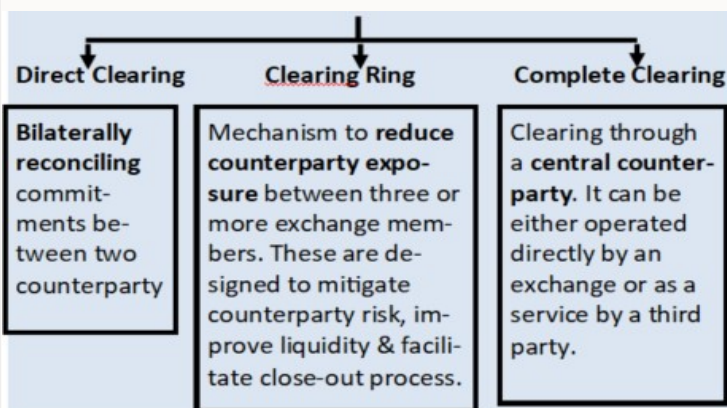 Direct Clearing
Bilaterally
reconciling
commit-
ments be-
tween two
counterparty
Clearing Ring
Mechanism to reduce
counterparty expo-
sure between three or
more exchange mem-
bers. These are de-
signed to mitigate
counterparty risk, im-
prove liquidity & facili-
tate close-out process.
Complete Clearing
Clearing through
a central counter-
party. It can be
either operated
directly by an
exchange or as a
service by a third
party.